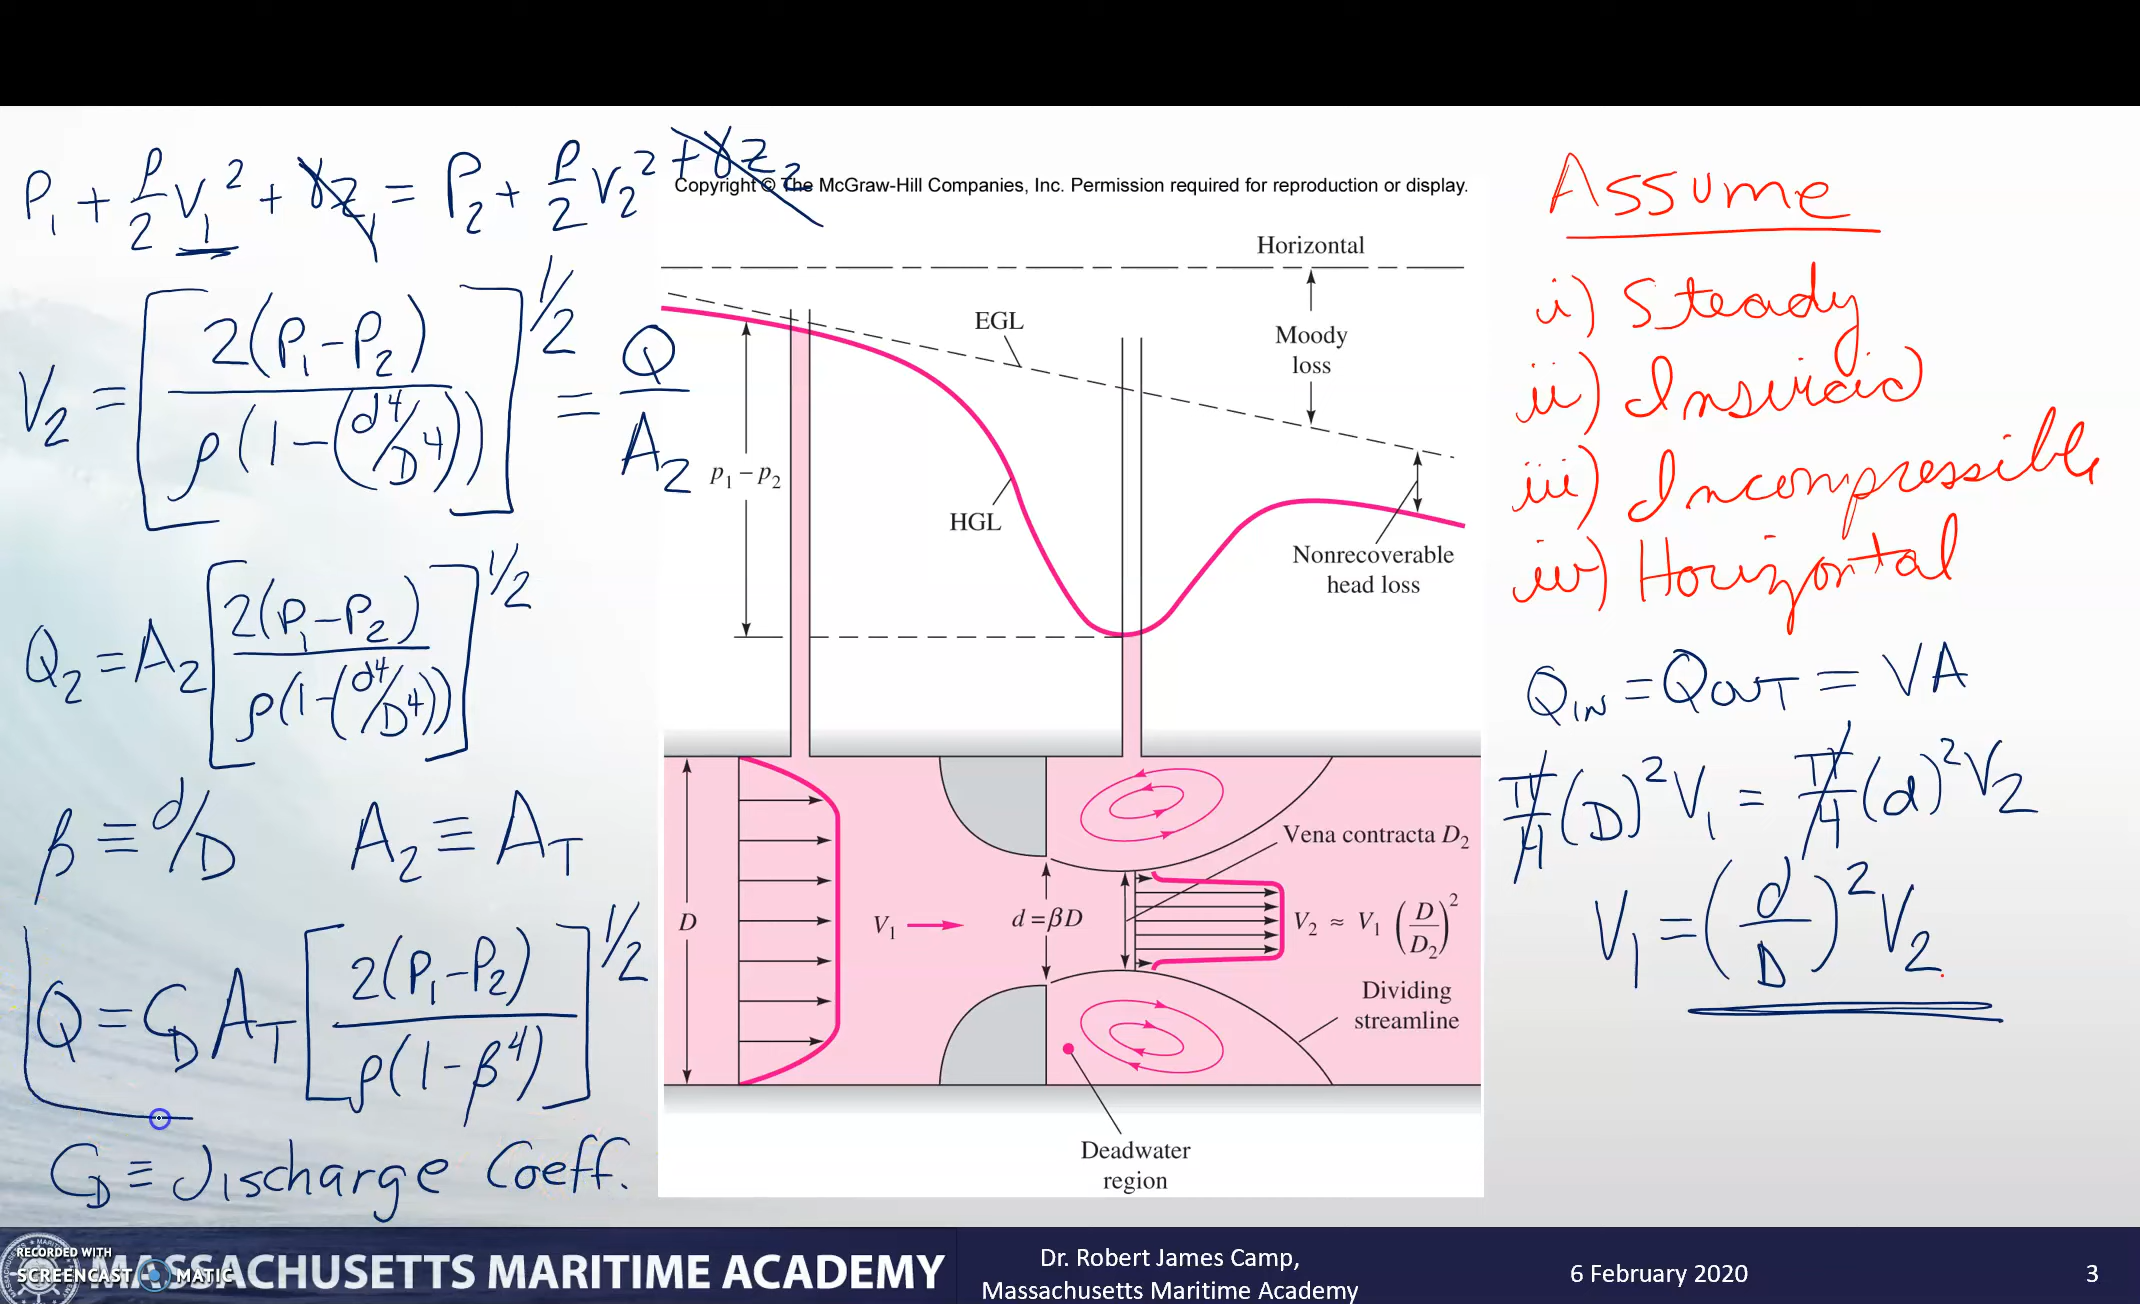 P₁ + ρ/2 V₁² + γz₁ = P₂ + ρ/2 V₂² + γz₂
V₂ = [2(P₁-P₂) / ρ(1-(d⁴/D⁴))]^1/2 = Q/A₂
Q₂ = A₂ [2(P₁-P₂) / ρ(1-(d⁴/D⁴))]^1/2
β ≡ d/D A₂ ≡ A_T
Q = C_D A_T [2(P₁-P₂) / ρ(1-β⁴)]^1/2
C_D ≡ Discharge Coeff.
Copyright © The McGraw-Hill Companies, Inc. Permission required for reproduction or display.
Horizontal
EGL
Moody
loss
p₁ – p₂
HGL
Nonrecoverable
head loss
Vena contracta D₂
D
V₁
d = βD
V₂ ≈ V₁ (D/D₂)²
Dividing
streamline
Deadwater
region
Assume
i) Steady
ii) Insvicid
iii) Incompressible
iv) Horizontal
Q_IN = Q_OUT = VA
π/4 (D)² V₁ = π/4 (d)² V₂
V₁ = (d/D)² V₂
RECORDED WITH
SCREENCAST MATIC
MASSACHUSETTS MARITIME ACADEMY
Dr. Robert James Camp,
Massachusetts Maritime Academy
6 February 2020
3